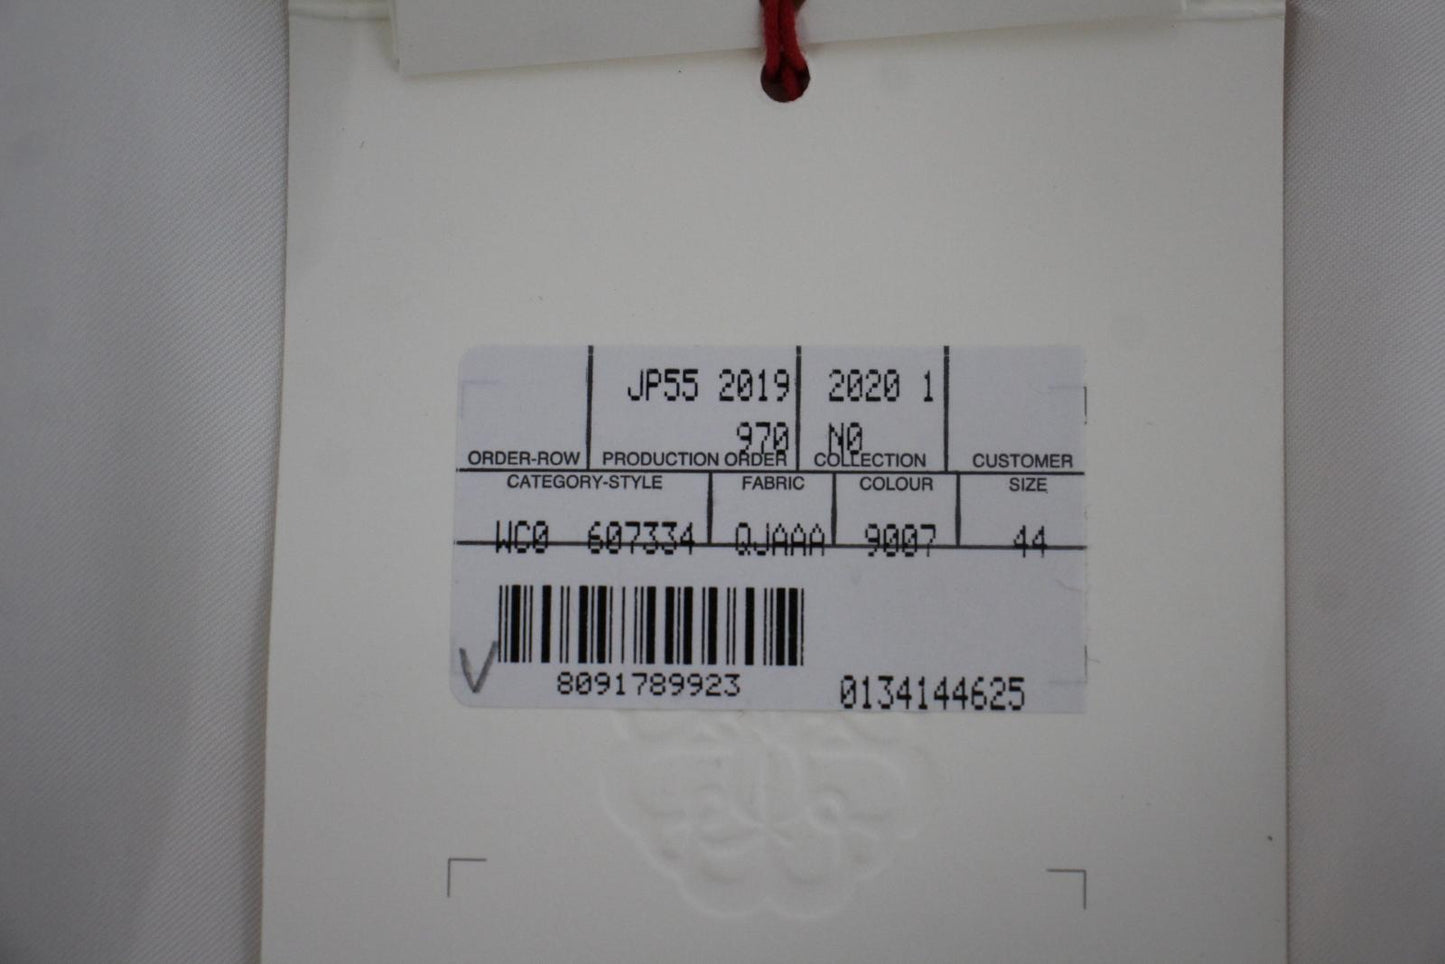 JP55 2019 2020 1
970 N0
ORDER-ROW PRODUCTION ORDER COLLECTION CUSTOMER
CATEGORY-STYLE FABRIC COLOUR SIZE
WC0 607334 QJAAA 9007 44
V
8091789923 0134144625